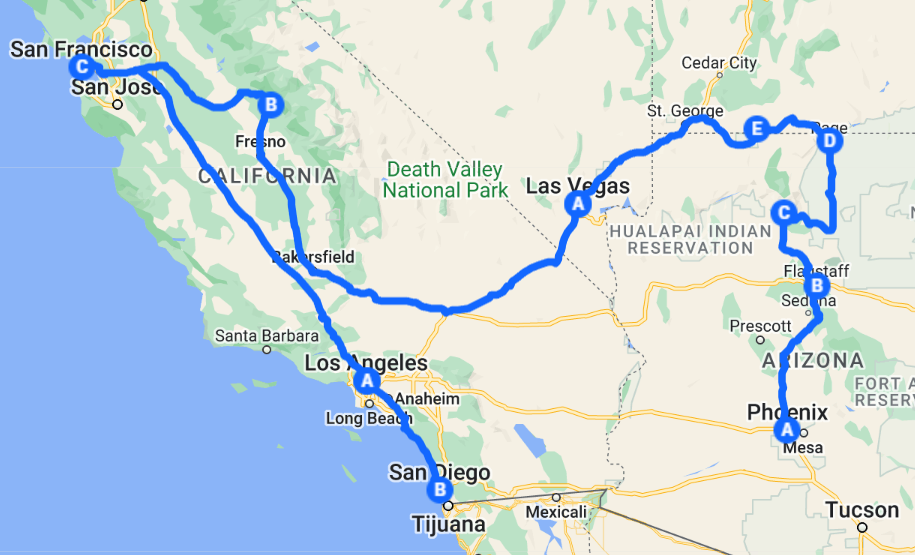 San Francisco
C
San Jose
B
Fresno
CALIFORNIA
Death Valley
National Park
Bakersfield
Santa Barbara
Los Angeles
A
Anaheim
Long Beach
San Diego
B
Tijuana
Mexicali
Las Vegas
A
Cedar City
St. George
E
Page
D
C
HUALAPAI INDIAN
RESERVATION
Flagstaff
B
Sedona
Prescott
ARIZONA
FORT A
RESERV
Phoenix
A
Mesa
Tucson
N